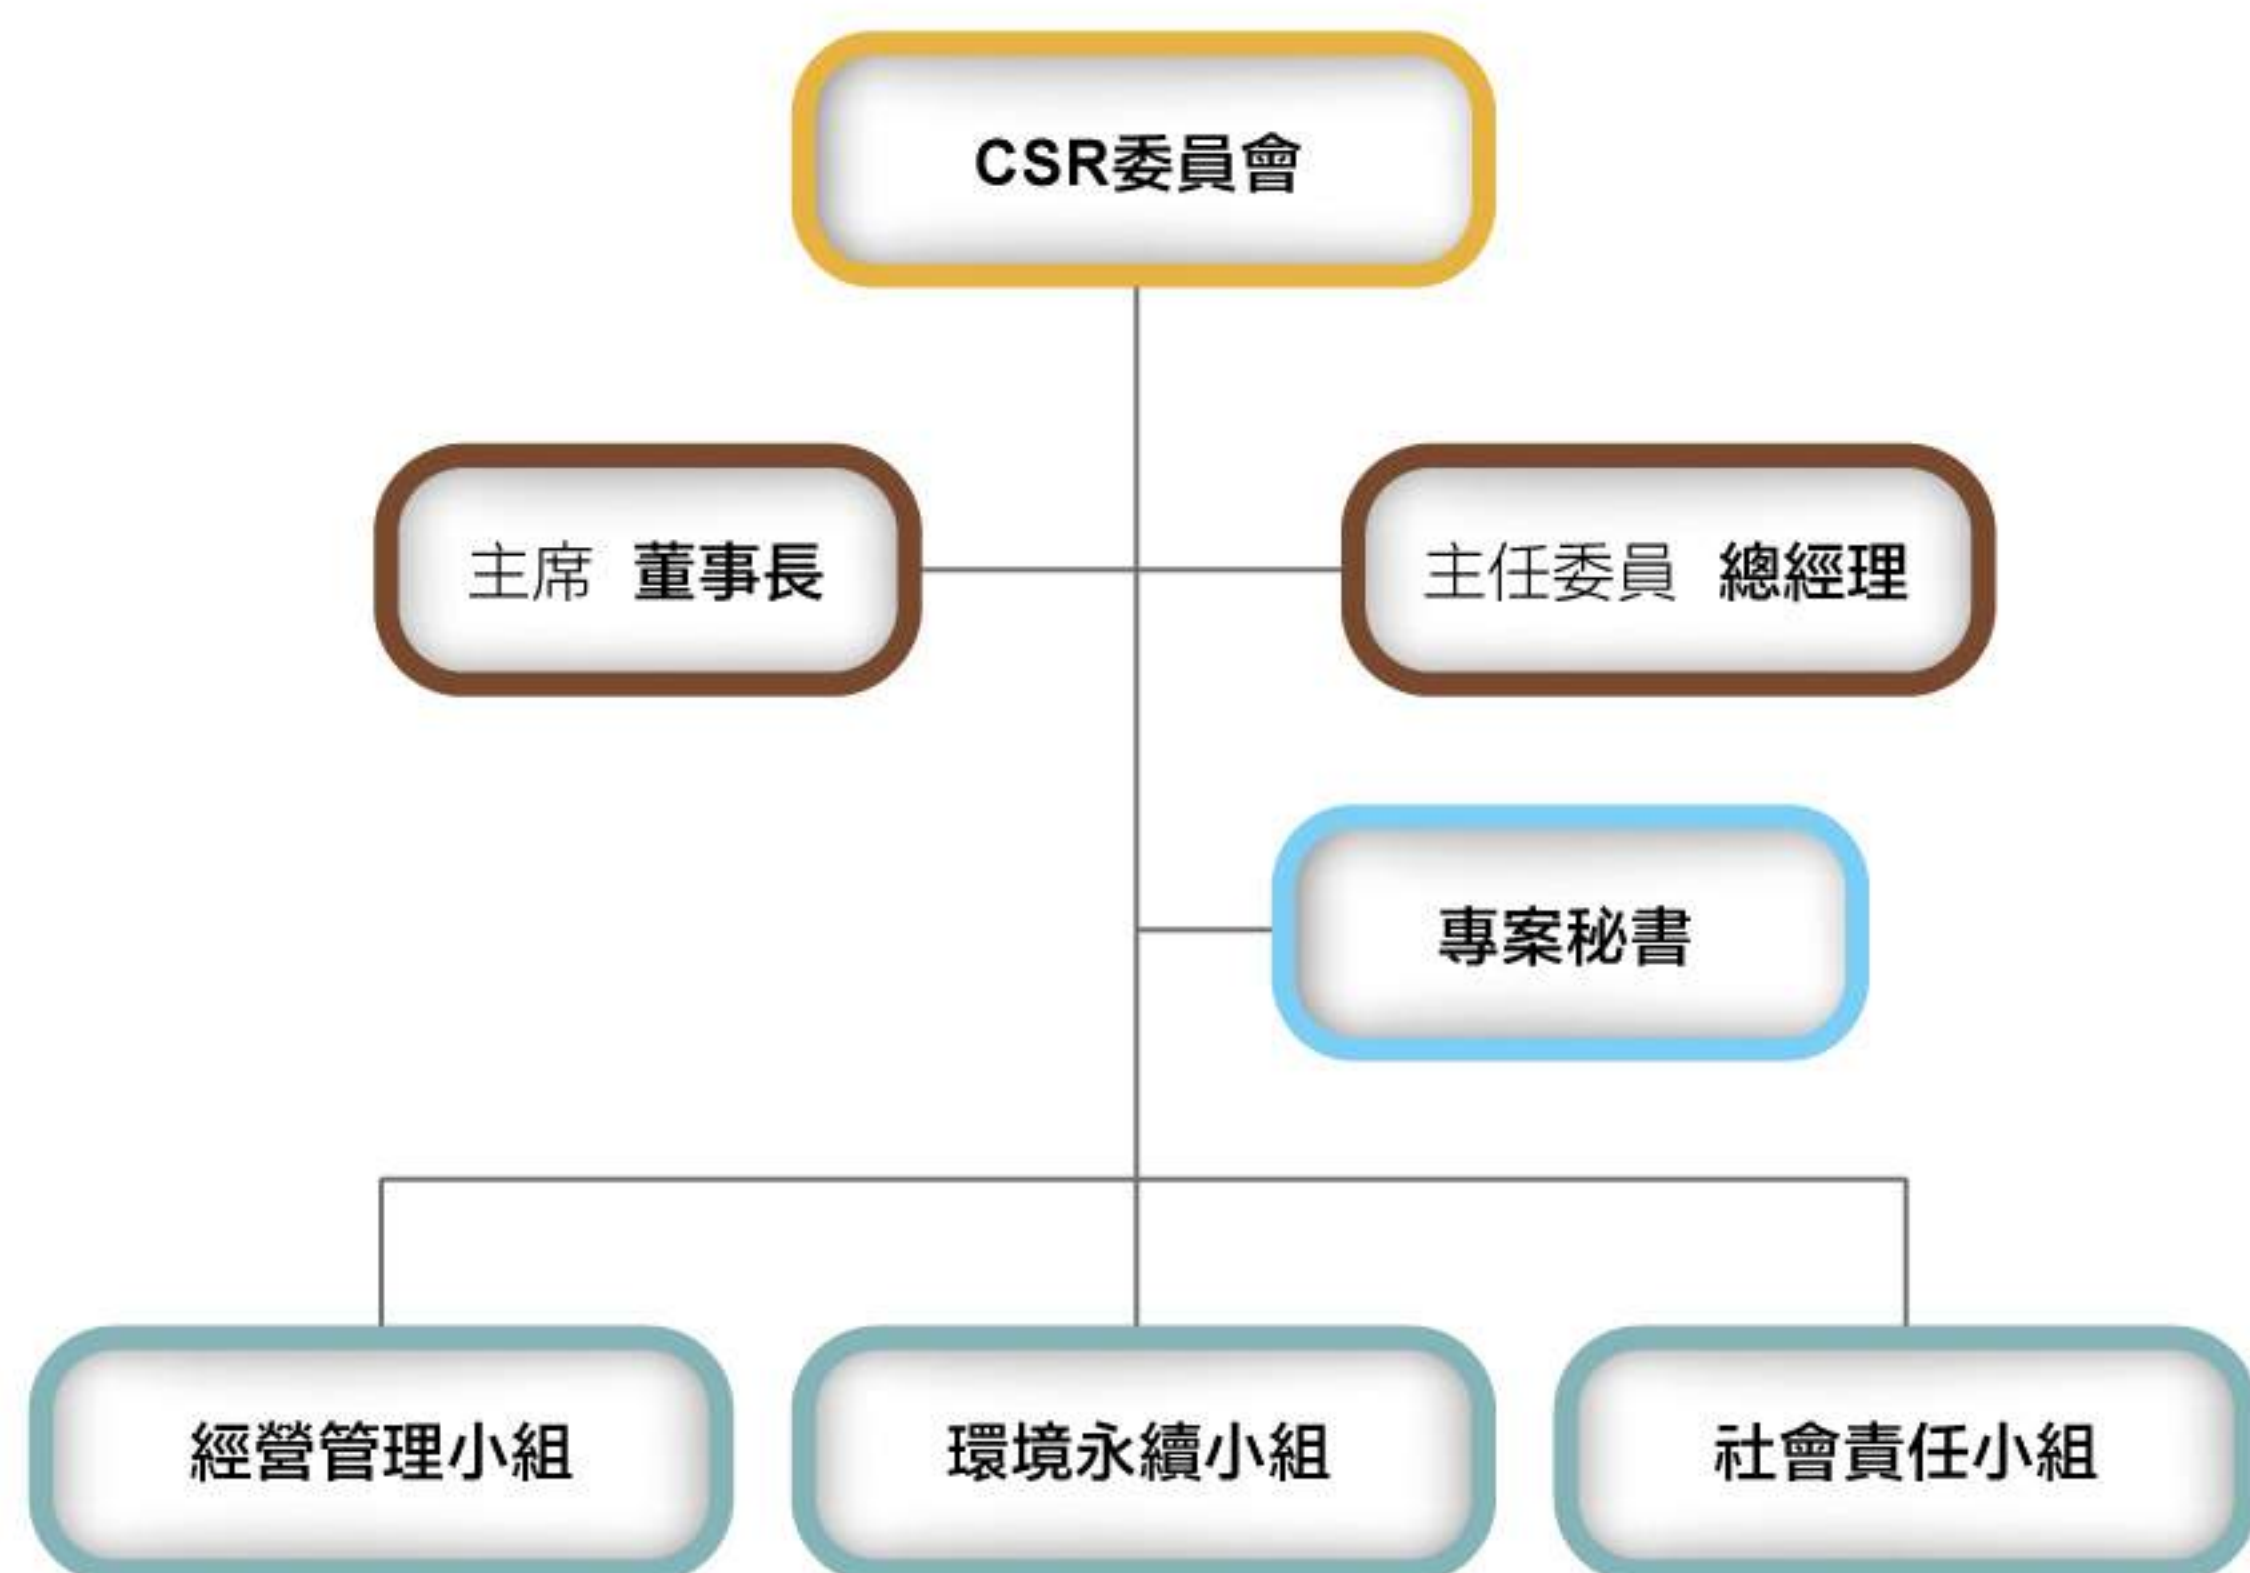 CSR委員會
主席 董事長
主任委員 總經理
專案秘書
經營管理小組
環境永續小組
社會責任小組